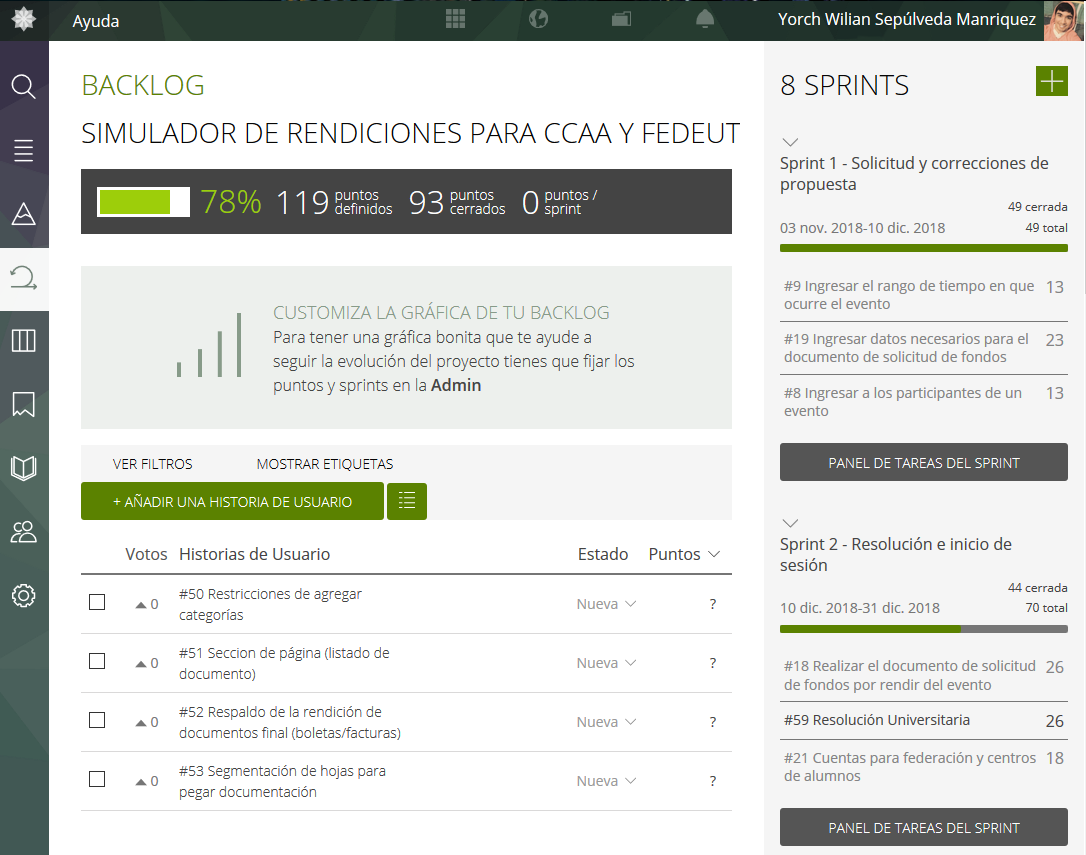 Ayuda
Yorch Wilian Sepúlveda Manriquez
BACKLOG
SIMULADOR DE RENDICIONES PARA CCAA Y FEDEUT
78%
119 puntos definidos
93 puntos cerrados
0 puntos / sprint
CUSTOMIZA LA GRÁFICA DE TU BACKLOG
Para tener una gráfica bonita que te ayude a
seguir la evolución del proyecto tienes que fijar los
puntos y sprints en la Admin
VER FILTROS
MOSTRAR ETIQUETAS
+ AÑADIR UNA HISTORIA DE USUARIO
Votos Historias de Usuario Estado Puntos
0 #50 Restricciones de agregar
categorías
Nueva ?
0 #51 Seccion de página (listado de
documento)
Nueva ?
0 #52 Respaldo de la rendición de
documentos final (boletas/facturas)
Nueva ?
0 #53 Segmentación de hojas para
pegar documentación
Nueva ?
8 SPRINTS
Sprint 1 - Solicitud y correcciones de
propuesta
49 cerrada
03 nov. 2018-10 dic. 2018 49 total
#9 Ingresar el rango de tiempo en que 13
ocurre el evento
#19 Ingresar datos necesarios para el 23
documento de solicitud de fondos
#8 Ingresar a los participantes de un 13
evento
PANEL DE TAREAS DEL SPRINT
Sprint 2 - Resolución e inicio de
sesión
44 cerrada
10 dic. 2018-31 dic. 2018 70 total
#18 Realizar el documento de solicitud 26
de fondos por rendir del evento
#59 Resolución Universitaria 26
#21 Cuentas para federación y centros 18
de alumnos
PANEL DE TAREAS DEL SPRINT